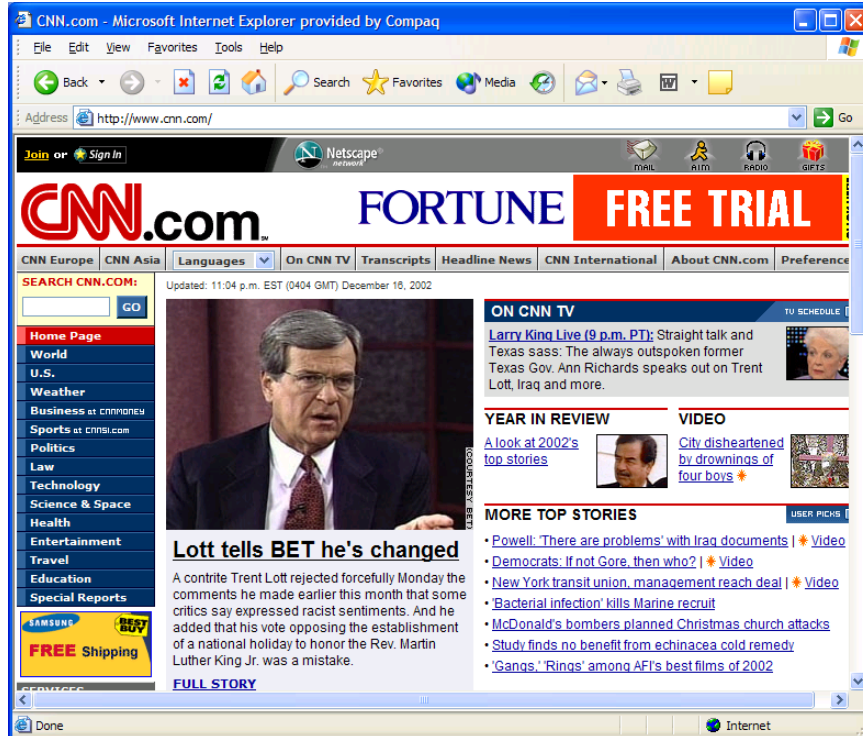 CNN.com - Microsoft Internet Explorer provided by Compaq
File Edit View Favorites Tools Help
Back Search Favorites Media
Address http://www.cnn.com/ Go
Join or Sign In Netscape network MAIL AIM RADIO GIFTS
CNN.com FORTUNE FREE TRIAL
CNN Europe CNN Asia Languages On CNN TV Transcripts Headline News CNN International About CNN.com Preference
SEARCH CNN.COM:
GO
Home Page
World
U.S.
Weather
Business at CNNMONEY
Sports at CNNSI.com
Politics
Law
Technology
Science & Space
Health
Entertainment
Travel
Education
Special Reports
SAMSUNG BEST BUY
FREE Shipping
SERVICES
Updated: 11:04 p.m. EST (0404 GMT) December 16, 2002
(COURTESY BET)
Lott tells BET he's changed
A contrite Trent Lott rejected forcefully Monday the
comments he made earlier this month that some
critics say expressed racist sentiments. And he
added that his vote opposing the establishment
of a national holiday to honor the Rev. Martin
Luther King Jr. was a mistake.
FULL STORY
ON CNN TV TV SCHEDULE
Larry King Live (9 p.m. PT): Straight talk and
Texas sass: The always outspoken former
Texas Gov. Ann Richards speaks out on Trent
Lott, Iraq and more.
YEAR IN REVIEW
A look at 2002's
top stories
VIDEO
City disheartened
by drownings of
four boys
MORE TOP STORIES USER PICKS
• Powell: 'There are problems' with Iraq documents | Video
• Democrats: If not Gore, then who? | Video
• New York transit union, management reach deal | Video
• 'Bacterial infection' kills Marine recruit
• McDonald's bombers planned Christmas church attacks
• Study finds no benefit from echinacea cold remedy
• 'Gangs,' 'Rings' among AFI's best films of 2002
Done Internet